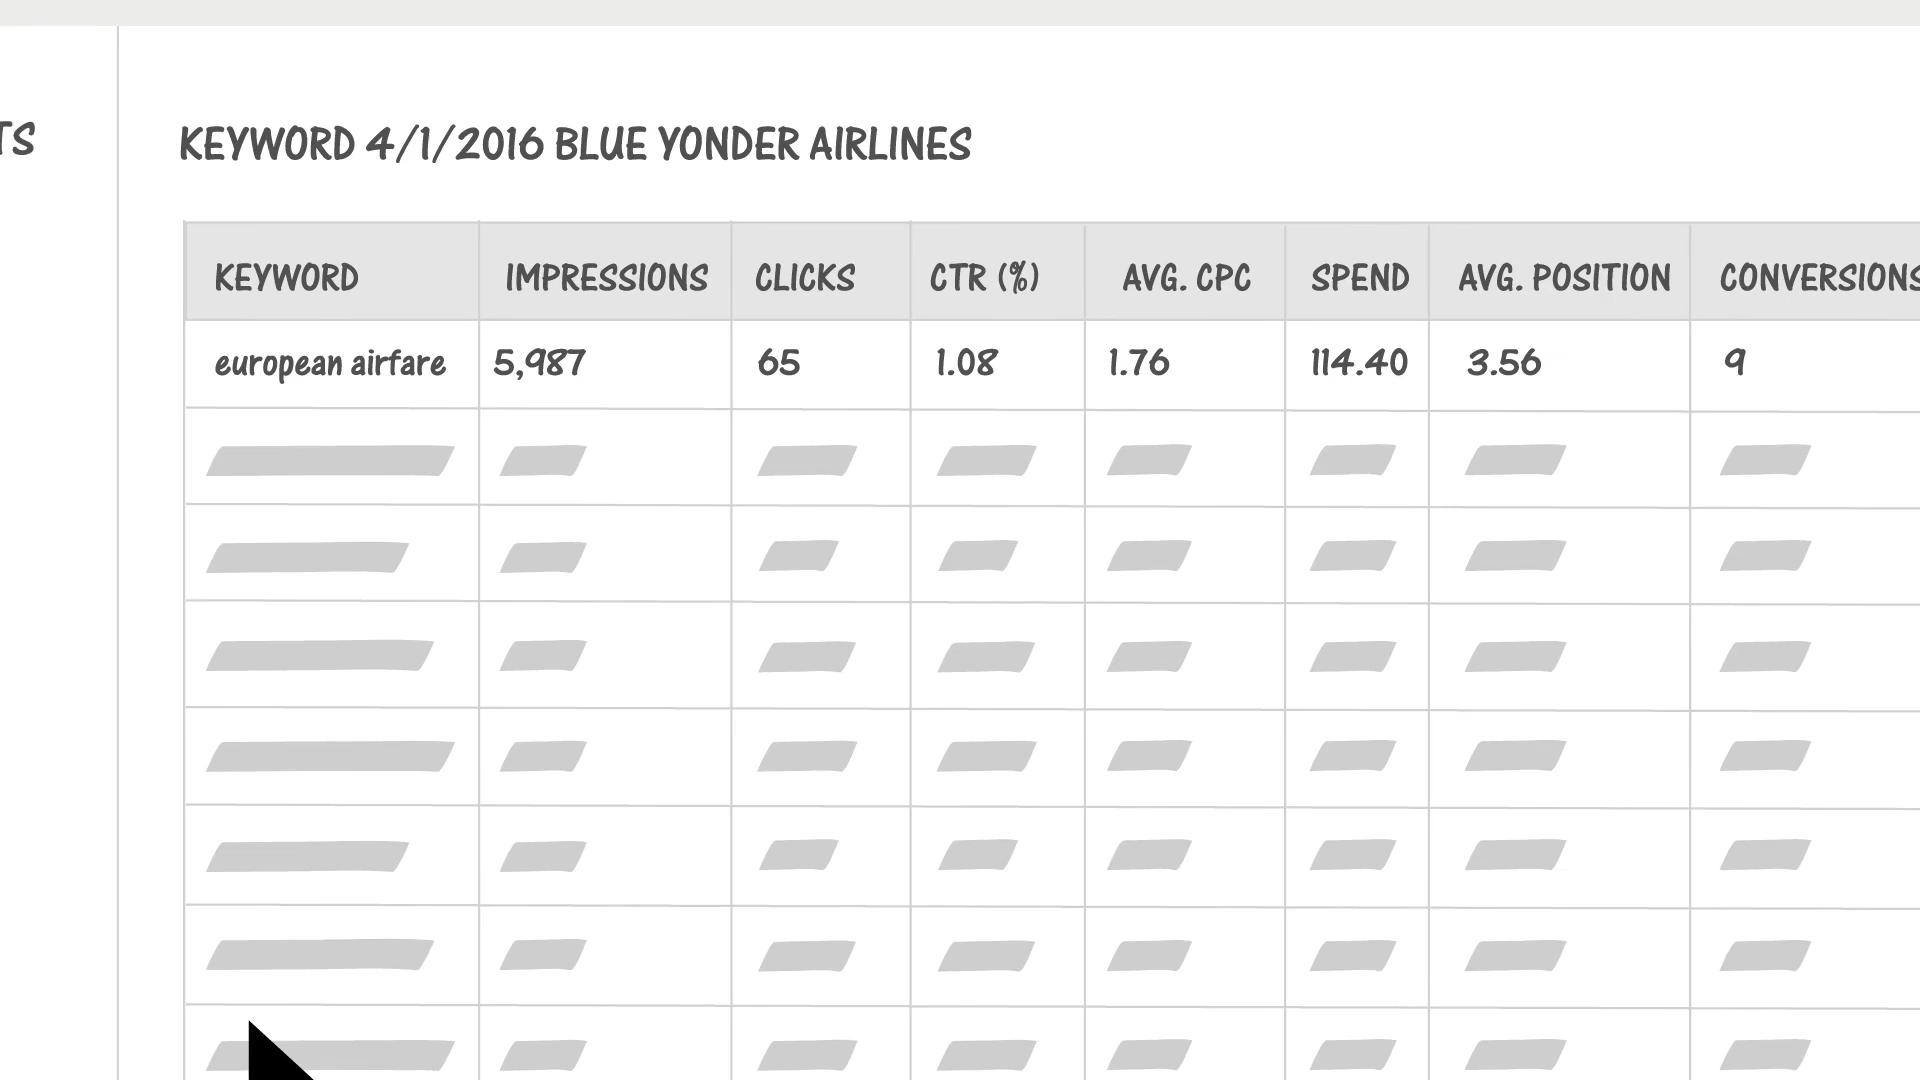 TS
KEYWORD 4/1/2016 BLUE YONDER AIRLINES
KEYWORD IMPRESSIONS CLICKS CTR (%) AVG. CPC SPEND AVG. POSITION CONVERSIONS
european airfare 5,987 65 1.08 1.76 114.40 3.56 9